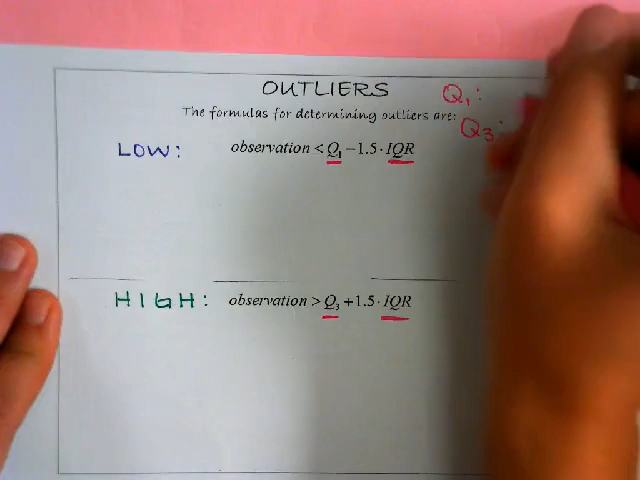 OUTLIERS
Q₁:
The formulas for determining outliers are:
Q₃:
LOW: observation < Q₁ − 1.5 · IQR
HIGH: observation > Q₃ + 1.5 · IQR